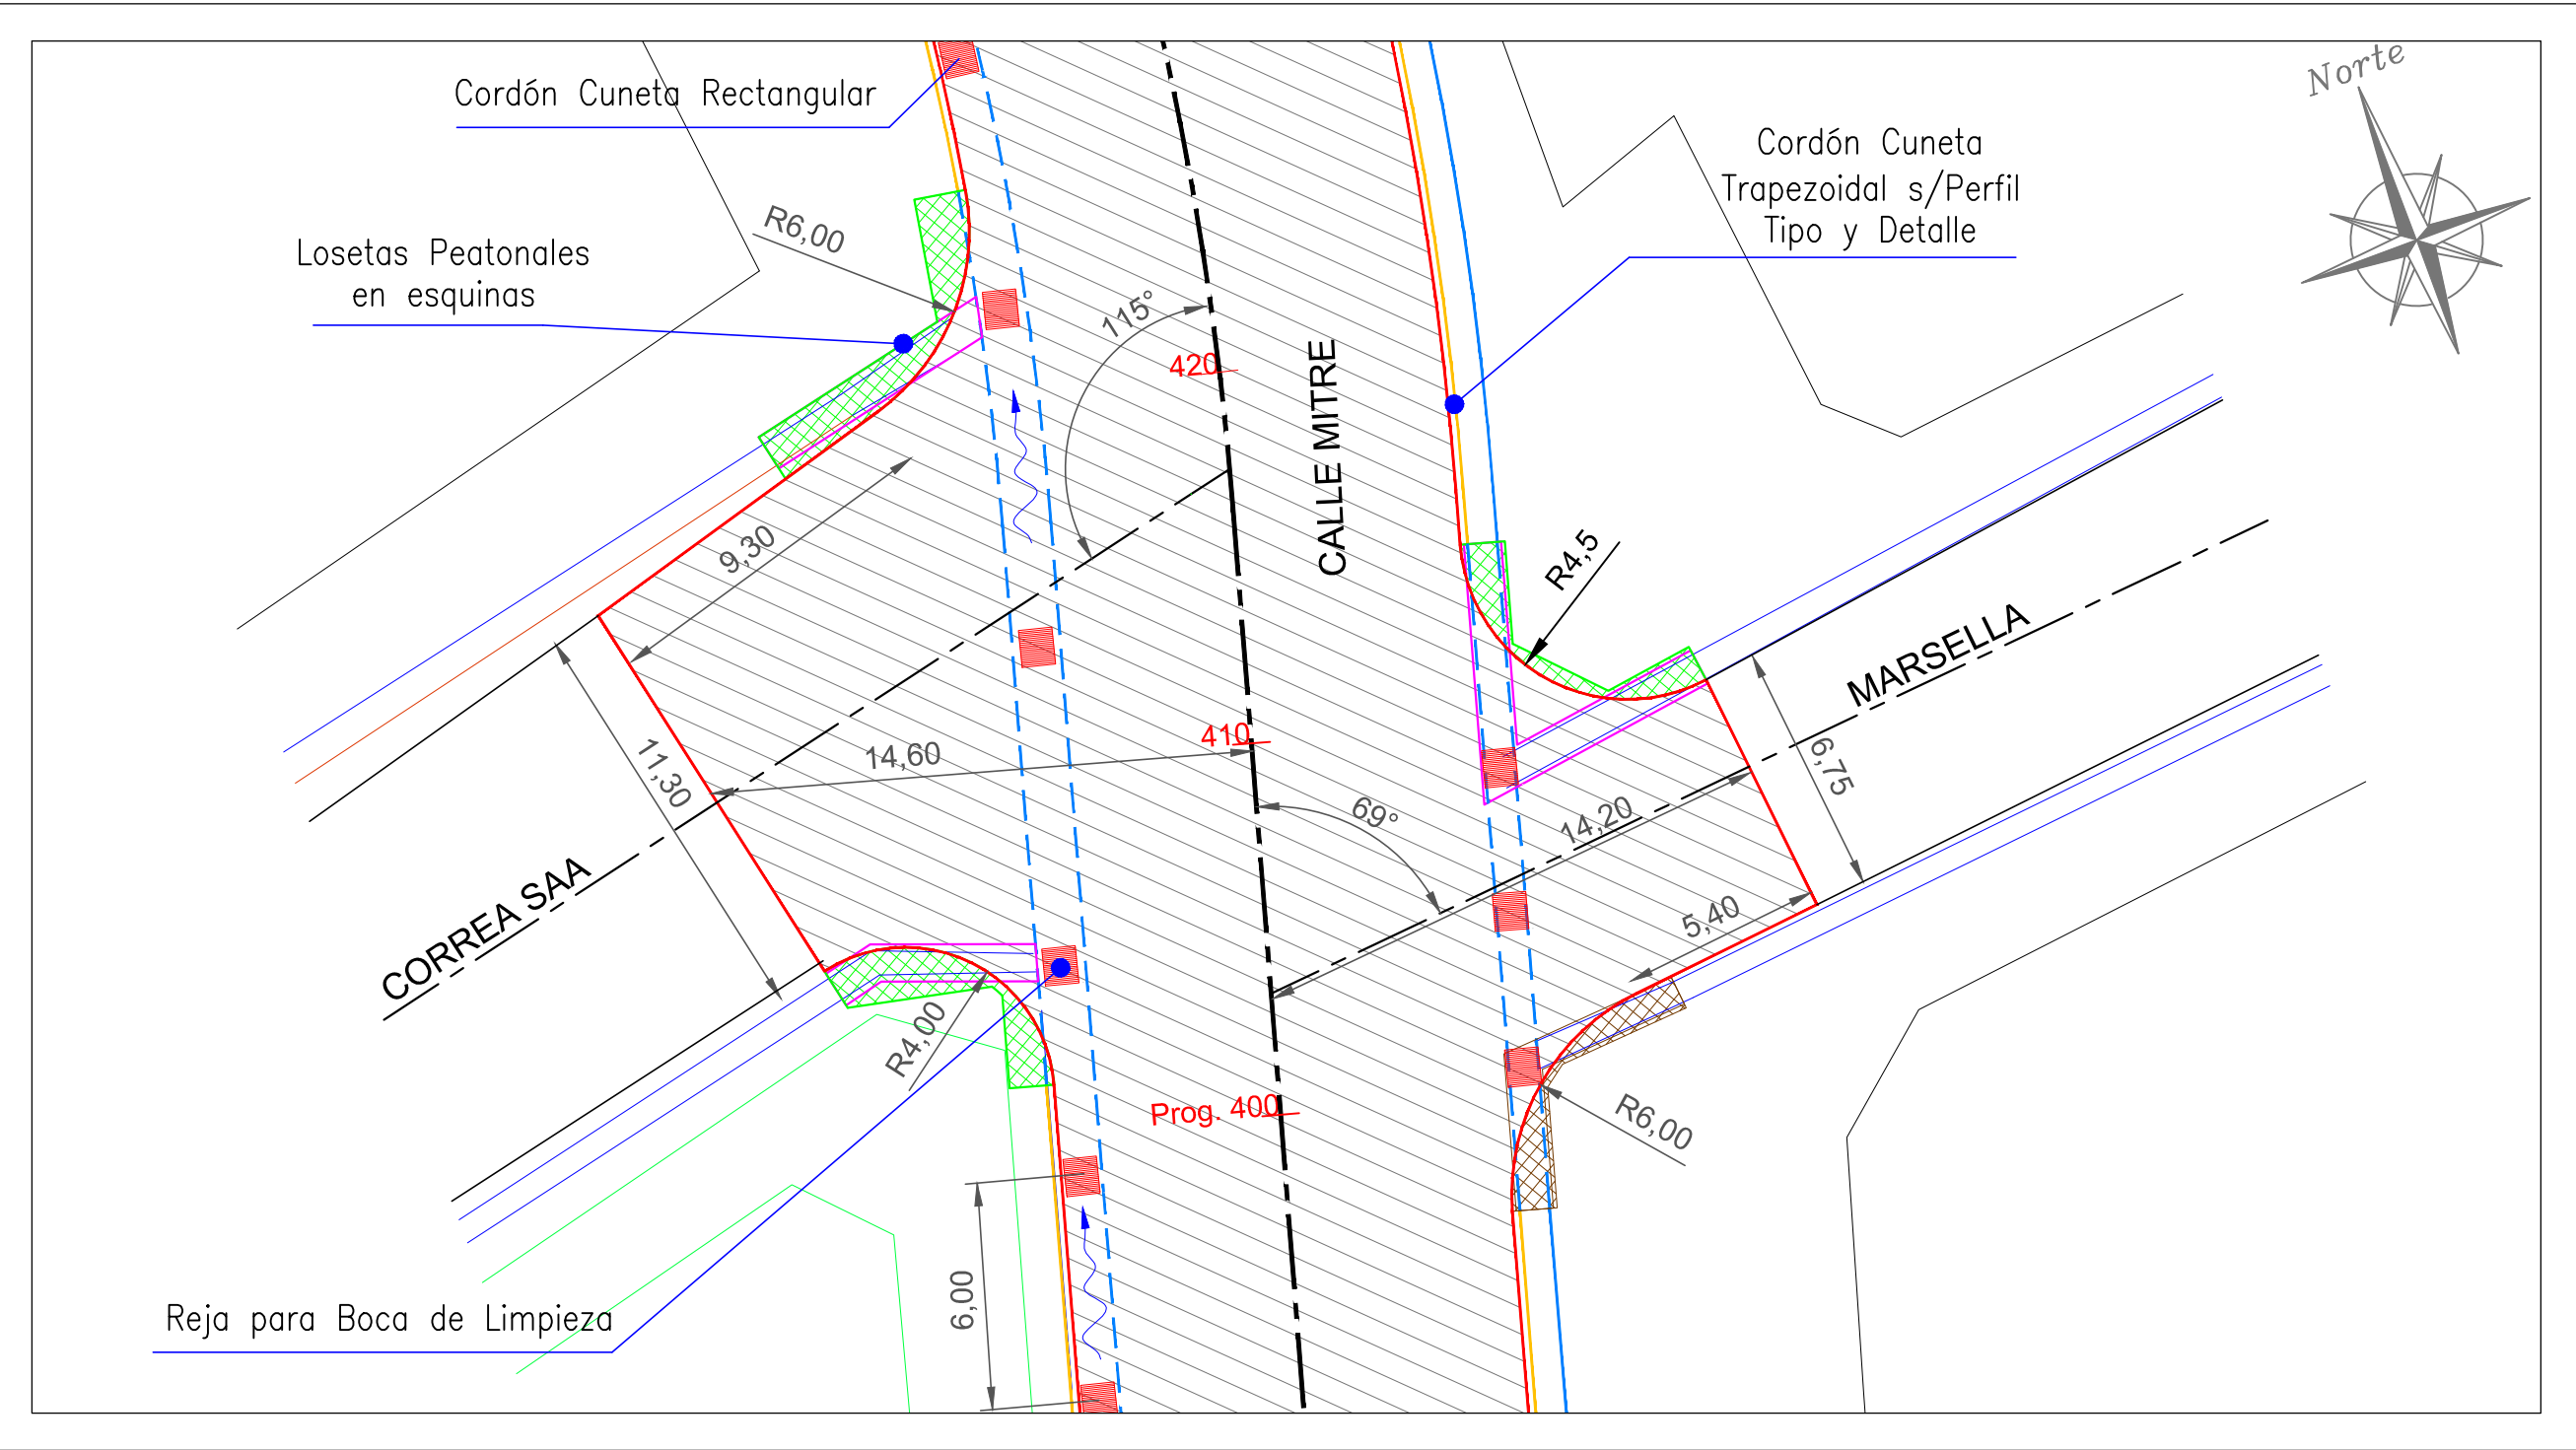 Norte
Cordón Cuneta Rectangular
Cordón Cuneta
Trapezoidal s/Perfil
Tipo y Detalle
R6,00
Losetas Peatonales
en esquinas
115°
420
CALLE MITRE
9,30
R4,5
MARSELLA
410
14,60
11,30
6,75
69°
14,20
CORREA SAA
5,40
R4,00
Prog. 400
R6,00
6,00
Reja para Boca de Limpieza